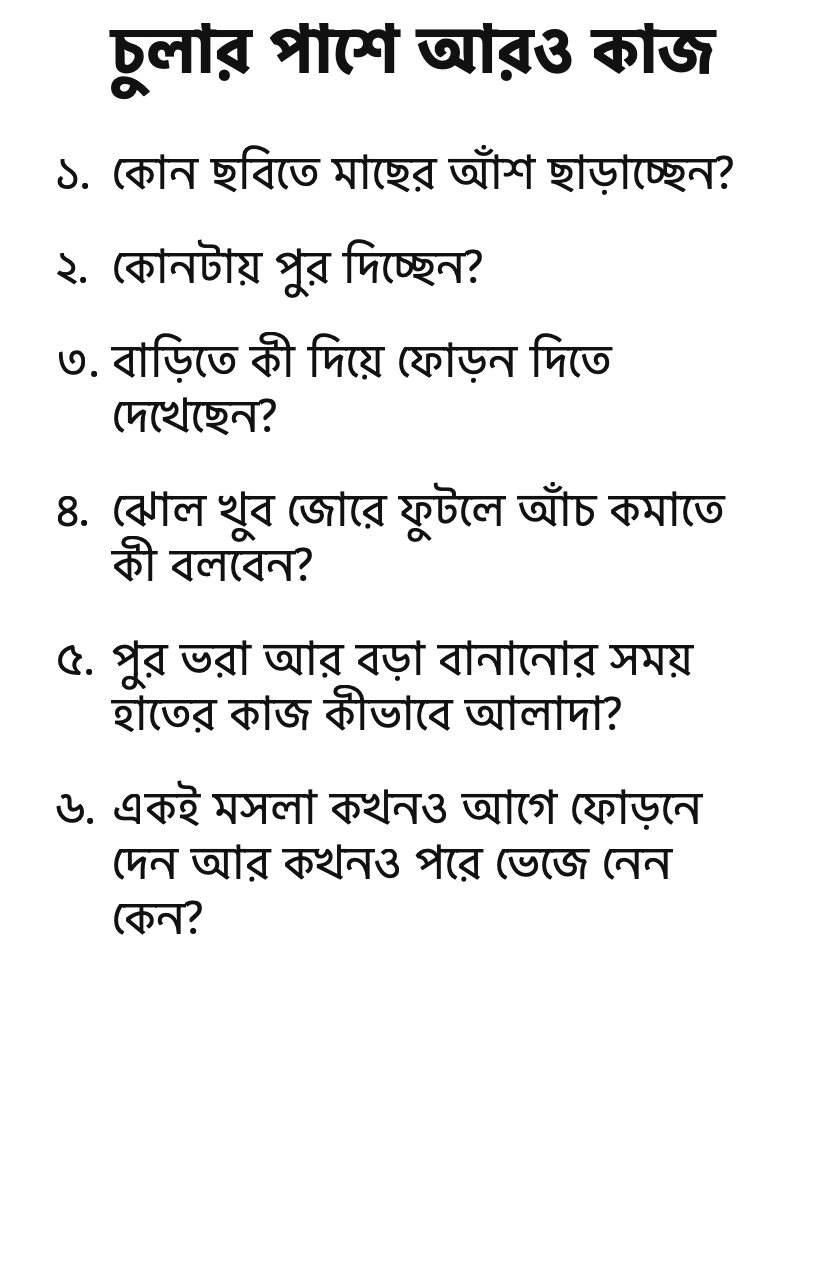 চুলার পাশে আরও কাজ
১. কোন ছবিতে মাছের আঁশ ছাড়াচ্ছেন?
২. কোনটায় পুর দিচ্ছেন?
৩. বাড়িতে কী দিয়ে ফোড়ন দিতে
দেখেছেন?
৪. ঝোল খুব জোরে ফুটলে আঁচ কমাতে
কী বলবেন?
৫. পুর ভরা আর বড়া বানানোর সময়
হাতের কাজ কীভাবে আলাদা?
৬. একই মসলা কখনও আগে ফোড়নে
দেন আর কখনও পরে ভেজে নেন
কেন?